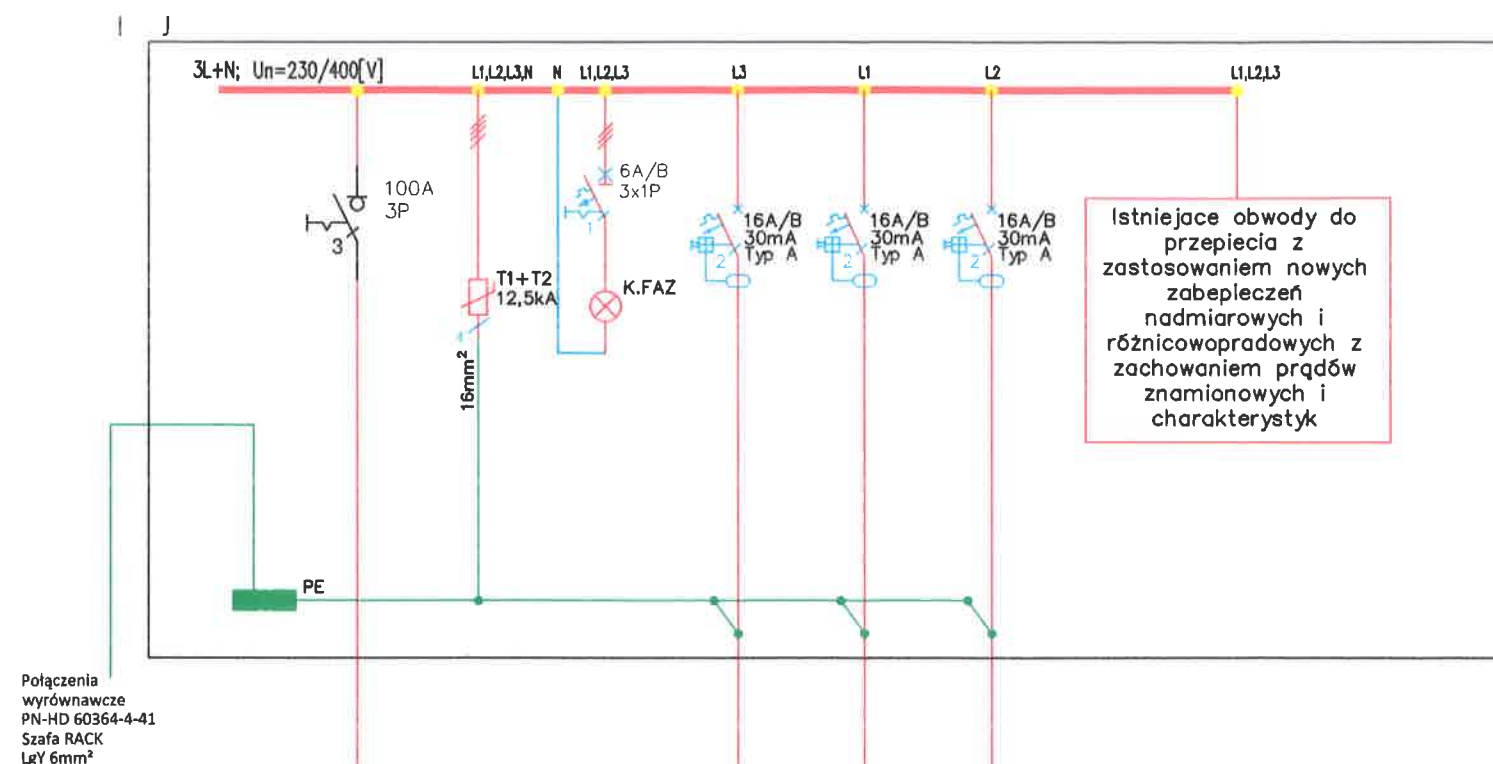 J
3L+N; Un=230/400[V]
L1,L2,L3,N
N
L1,L2,L3
L3
L1
L2
L1,L2,L3
100A
3P
3
6A/B
3x1P
1
T1+T2
12,5kA
4
16mm²
K.FAZ
16A/B
30mA
Typ A
2
16A/B
30mA
Typ A
2
16A/B
30mA
Typ A
2
Istniejace obwody do
przepiecia z
zastosowaniem nowych
zabepleczeń
nadmiarowych i
różnicowopradowych z
zachowaniem prądów
znamionowych i
charakterystyk
PE
Połączenia
wyrównawcze
PN-HD 60364-4-41
Szafa RACK
LgY 6mm²